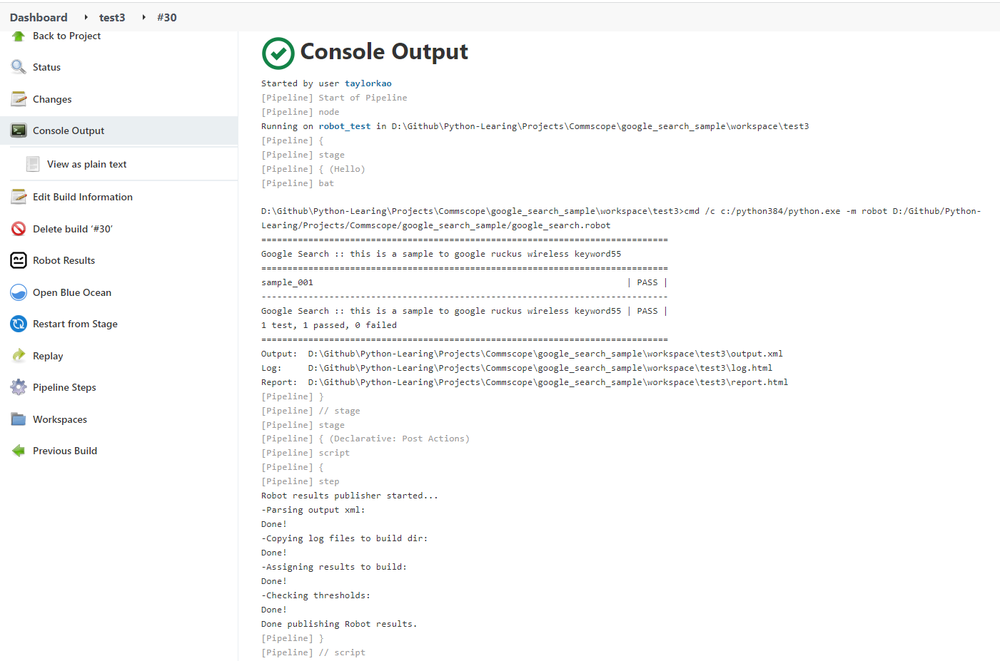 Dashboard test3 #30
Back to Project
Status
Changes
Console Output
View as plain text
Edit Build Information
Delete build ‘#30’
Robot Results
Open Blue Ocean
Restart from Stage
Replay
Pipeline Steps
Workspaces
Previous Build
Console Output
Started by user taylorkao
[Pipeline] Start of Pipeline
[Pipeline] node
Running on robot_test in D:\Github\Python-Learing\Projects\Commscope\google_search_sample\workspace\test3
[Pipeline] {
[Pipeline] stage
[Pipeline] { (Hello)
[Pipeline] bat
D:\Github\Python-Learing\Projects\Commscope\google_search_sample\workspace\test3>cmd /c c:/python384/python.exe -m robot D:/Github/Python-
Learing/Projects/Commscope/google_search_sample/google_search.robot
==============================================================================
Google Search :: this is a sample to google ruckus wireless keyword55
==============================================================================
sample_001                                                            | PASS |
------------------------------------------------------------------------------
Google Search :: this is a sample to google ruckus wireless keyword55 | PASS |
1 test, 1 passed, 0 failed
==============================================================================
Output:  D:\Github\Python-Learing\Projects\Commscope\google_search_sample\workspace\test3\output.xml
Log:     D:\Github\Python-Learing\Projects\Commscope\google_search_sample\workspace\test3\log.html
Report:  D:\Github\Python-Learing\Projects\Commscope\google_search_sample\workspace\test3\report.html
[Pipeline] }
[Pipeline] // stage
[Pipeline] stage
[Pipeline] { (Declarative: Post Actions)
[Pipeline] script
[Pipeline] {
[Pipeline] step
Robot results publisher started...
-Parsing output xml:
Done!
-Copying log files to build dir:
Done!
-Assigning results to build:
Done!
-Checking thresholds:
Done!
Done publishing Robot results.
[Pipeline] }
[Pipeline] // script